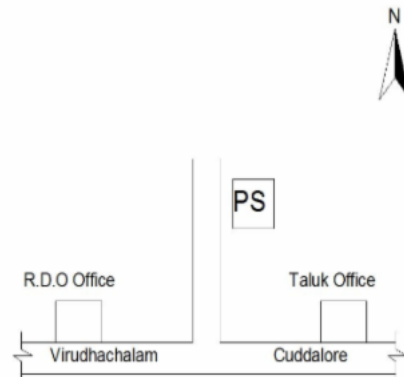 N
PS
R.D.O Office
Taluk Office
Virudhachalam
Cuddalore